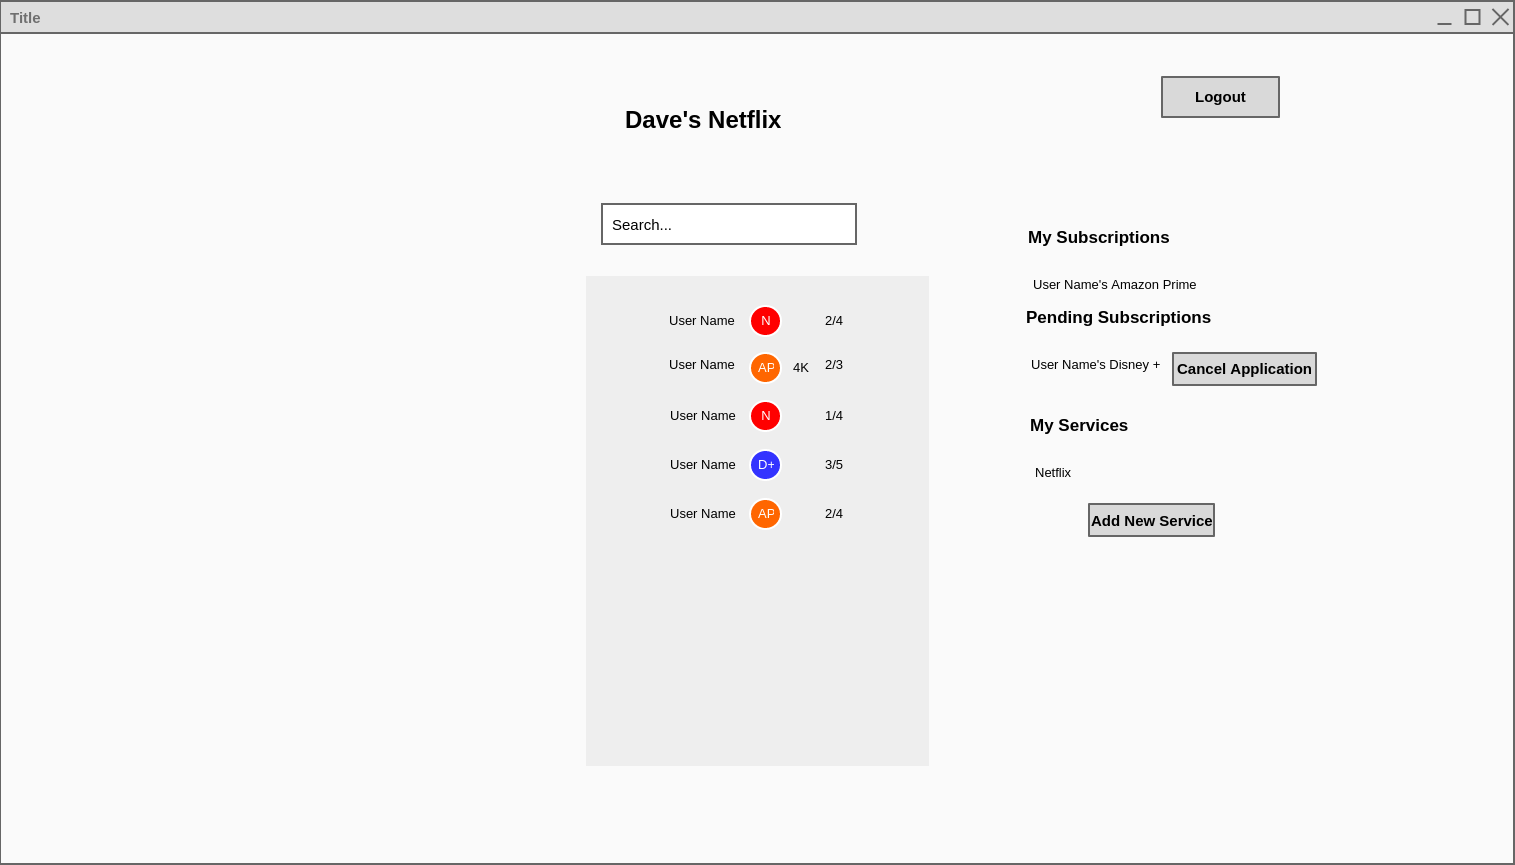 Title
Logout
Dave's Netflix
Search...
User Name N 2/4
User Name AP 4K 2/3
User Name N 1/4
User Name D+ 3/5
User Name AP 2/4
My Subscriptions
User Name's Amazon Prime
Pending Subscriptions
User Name's Disney + Cancel Application
My Services
Netflix
Add New Service